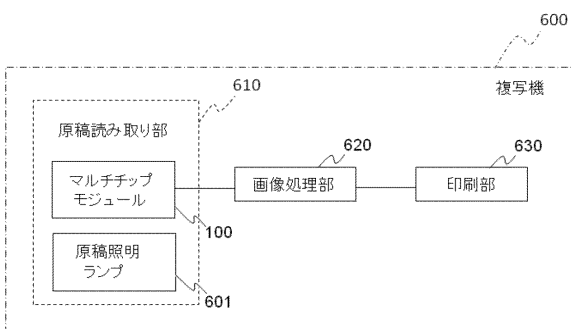 600
複写機
610
原稿読み取り部
620
630
マルチチップ
モジュール
画像処理部
印刷部
100
原稿照明
ランプ
601